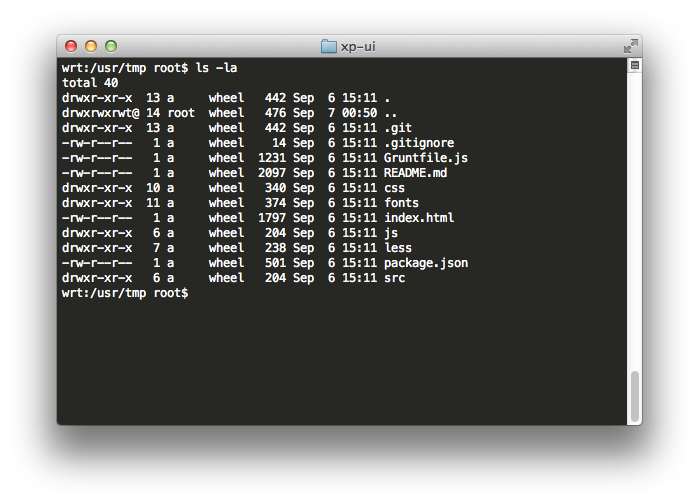 xp-ui
wrt:/usr/tmp root$ ls -la
total 40
drwxr-xr-x  13 a     wheel   442 Sep  6 15:11 .
drwxrwxrwt@ 14 root  wheel   476 Sep  7 00:50 ..
drwxr-xr-x  13 a     wheel   442 Sep  6 15:11 .git
-rw-r--r--   1 a     wheel    14 Sep  6 15:11 .gitignore
-rw-r--r--   1 a     wheel  1231 Sep  6 15:11 Gruntfile.js
-rw-r--r--   1 a     wheel  2097 Sep  6 15:11 README.md
drwxr-xr-x  10 a     wheel   340 Sep  6 15:11 css
drwxr-xr-x  11 a     wheel   374 Sep  6 15:11 fonts
-rw-r--r--   1 a     wheel  1797 Sep  6 15:11 index.html
drwxr-xr-x   6 a     wheel   204 Sep  6 15:11 js
drwxr-xr-x   7 a     wheel   238 Sep  6 15:11 less
-rw-r--r--   1 a     wheel   501 Sep  6 15:11 package.json
drwxr-xr-x   6 a     wheel   204 Sep  6 15:11 src
wrt:/usr/tmp root$